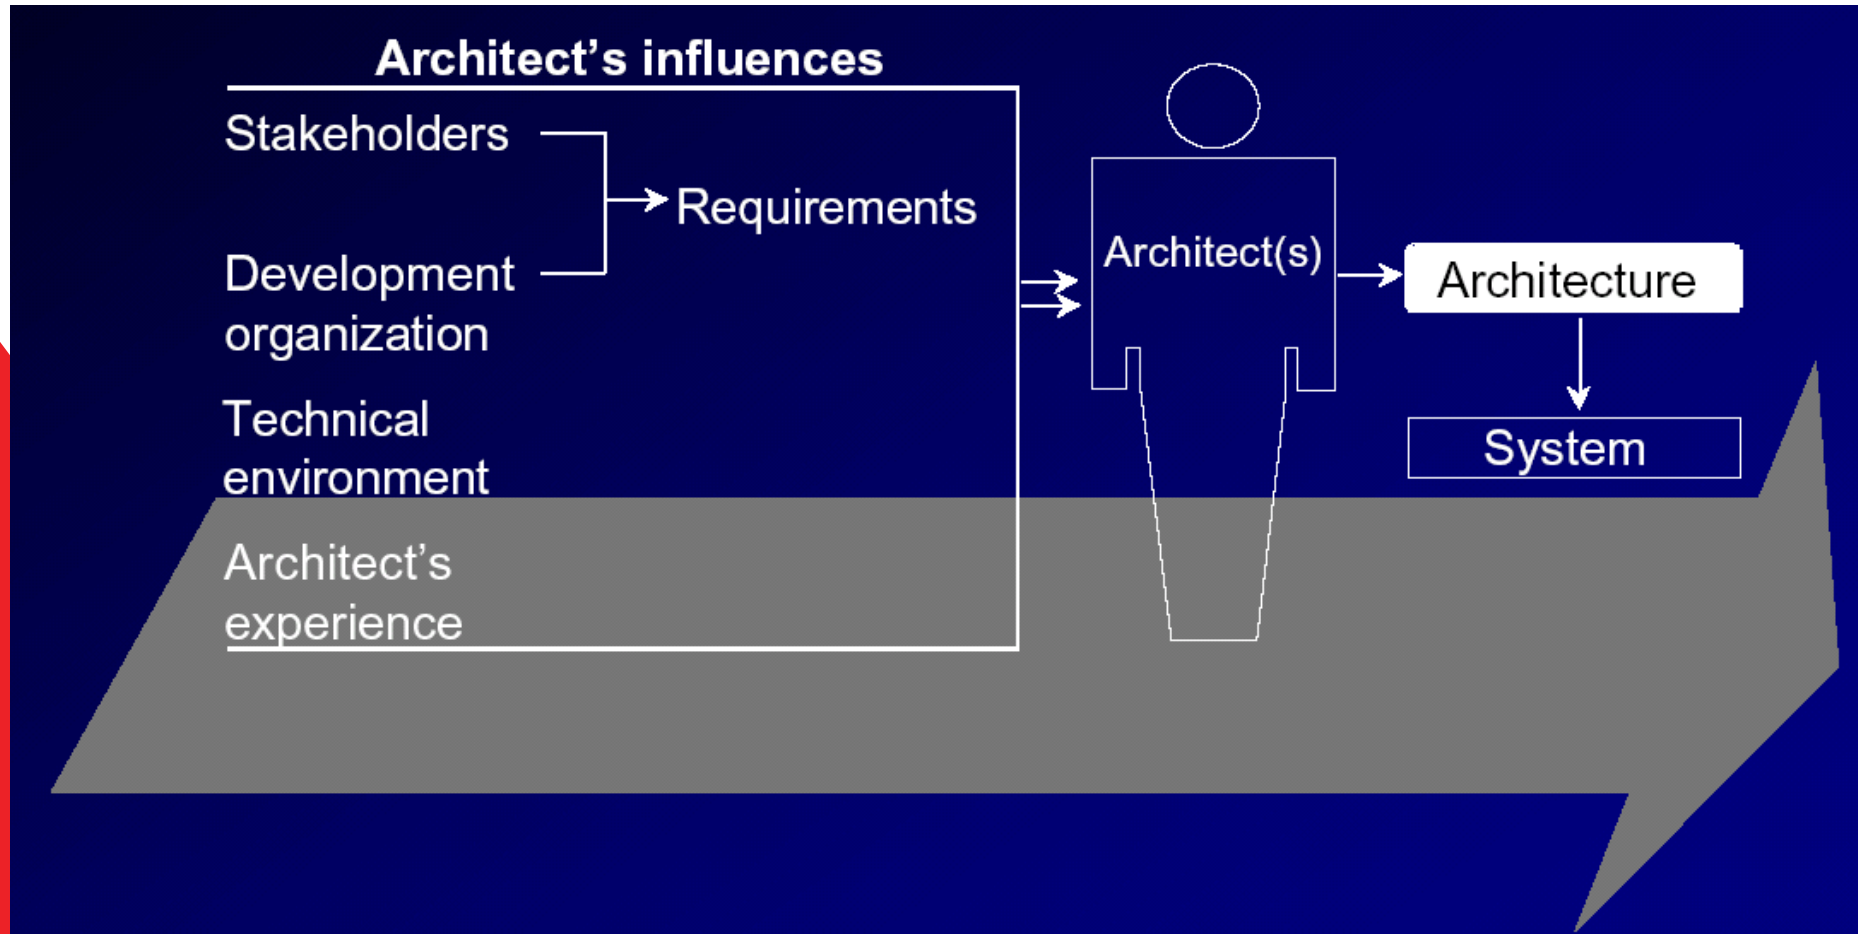 Architect’s influences
Stakeholders
Requirements
Development
organization
Technical
environment
Architect’s
experience
Architect(s)
Architecture
System